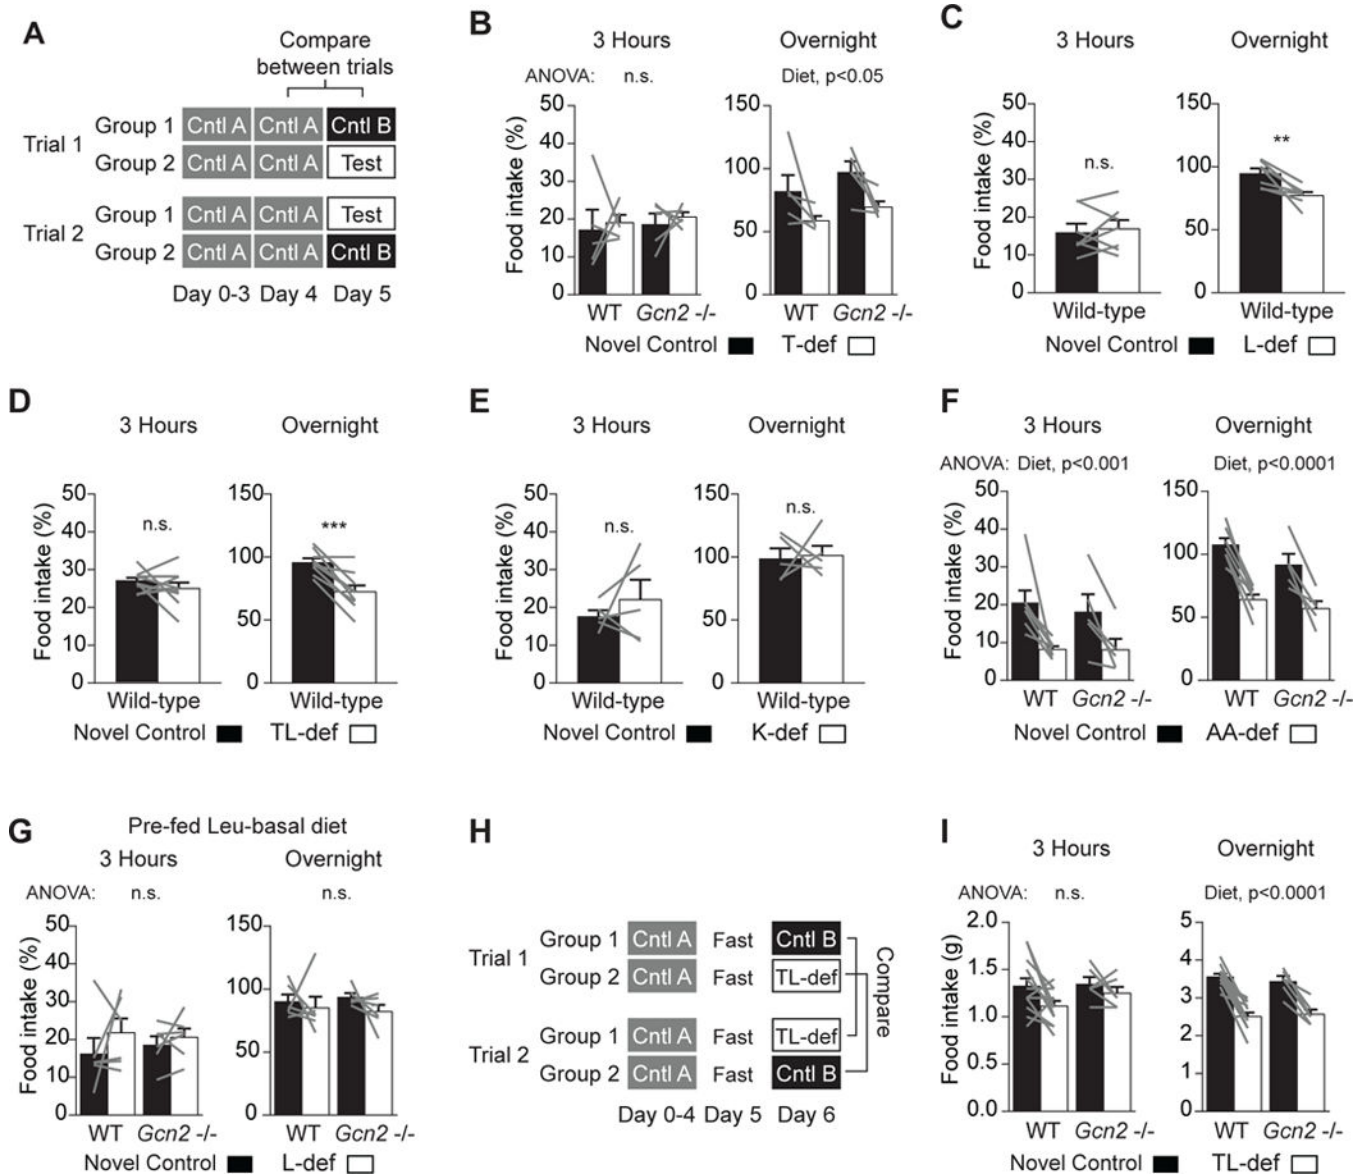 A
Compare
between trials
Trial 1
Group 1 Cntl A Cntl A Cntl B
Group 2 Cntl A Cntl A Test
Trial 2
Group 1 Cntl A Cntl A Test
Group 2 Cntl A Cntl A Cntl B
Day 0-3 Day 4 Day 5
B
3 Hours Overnight
ANOVA: n.s. Diet, p<0.05
Food intake (%)
50 150
40
30 100
20
50
10
0 0
WT Gcn2 -/- WT Gcn2 -/-
Novel Control T-def
C
3 Hours Overnight
Food intake (%)
50 150
40
n.s. **
30 100
20
50
10
0 0
Wild-type Wild-type
Novel Control L-def
D
3 Hours Overnight
Food intake (%)
50 150
n.s. ***
40
30 100
20
50
10
0 0
Wild-type Wild-type
Novel Control TL-def
E
3 Hours Overnight
Food intake (%)
50 150
n.s. n.s.
40
30 100
20
50
10
0 0
Wild-type Wild-type
Novel Control K-def
F
3 Hours Overnight
ANOVA: Diet, p<0.001 Diet, p<0.0001
Food intake (%)
50 150
40
30 100
20
50
10
0 0
WT Gcn2 -/- WT Gcn2 -/-
Novel Control AA-def
G
Pre-fed Leu-basal diet
3 Hours Overnight
ANOVA: n.s. n.s.
Food intake (%)
50 150
40
30 100
20
50
10
0 0
WT Gcn2 -/- WT Gcn2 -/-
Novel Control L-def
H
Trial 1
Group 1 Cntl A Fast Cntl B
Group 2 Cntl A Fast TL-def
Trial 2
Group 1 Cntl A Fast TL-def
Group 2 Cntl A Fast Cntl B
Compare
Day 0-4 Day 5 Day 6
I
3 Hours Overnight
ANOVA: n.s. Diet, p<0.0001
Food intake (g)
2.0 5
4
1.5
3
1.0
2
0.5
1
0.0 0
WT Gcn2 -/- WT Gcn2 -/-
Novel Control TL-def